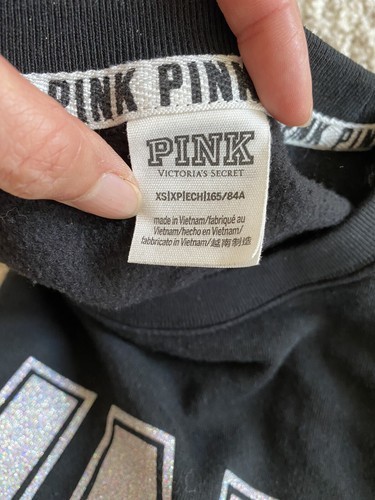 PINK PINK
PINK
PINK
VICTORIA'S SECRET
XS|XP|ECH|165/84A
made in Vietnam/fabriqué au
Vietnam/hecho en Vietnam/
fabbricato in Vietnam/越南制造